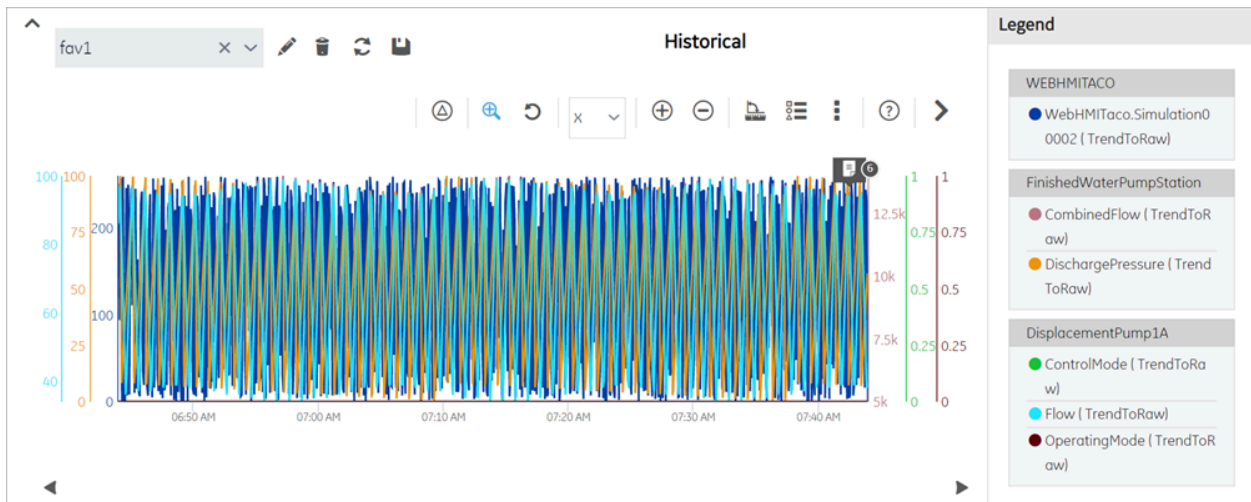 fav1
Historical
Legend
x
6
WEBHMITACO
WebHMITaco.Simulation0
0002 ( TrendToRaw)
FinishedWaterPumpStation
CombinedFlow ( TrendToR
aw)
DischargePressure ( Trend
ToRaw)
DisplacementPump1A
ControlMode ( TrendToRa
w)
Flow ( TrendToRaw)
OperatingMode ( TrendToR
aw)
100 100 1 1
12.5k
80 75 200 0.75 0.75
10k
50 0.5 0.5
60 100
7.5k
25 0.25 0.25
40
0 0 5k 0 0
06:50 AM 07:00 AM 07:10 AM 07:20 AM 07:30 AM 07:40 AM